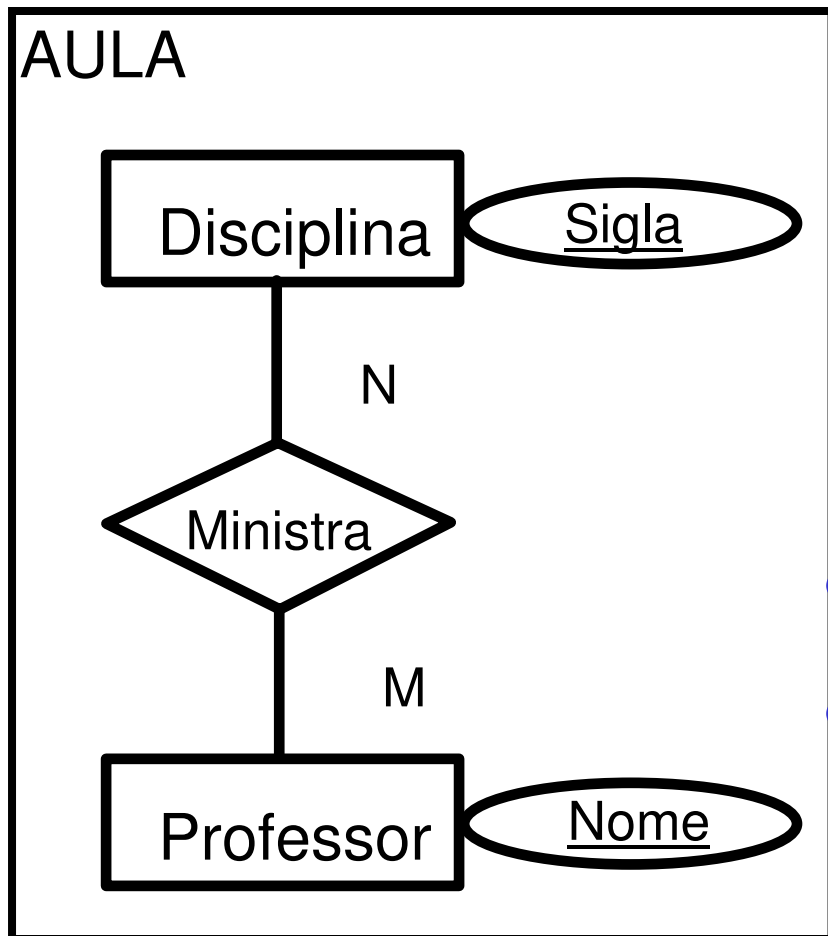 AULA
Disciplina
Sigla
N
Ministra
M
Professor
Nome